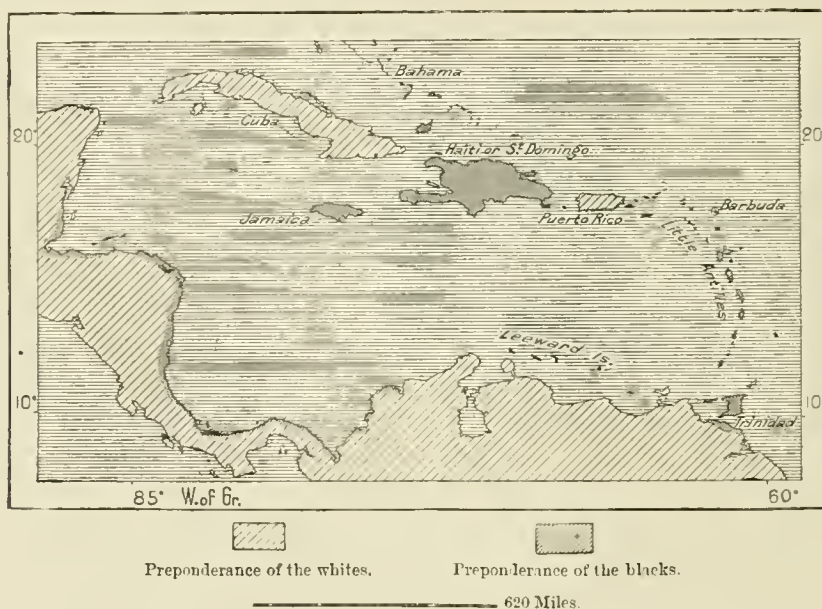 Bahama
20°
20°
Cuba
Haiti or St Domingo
Jamaica
Puerto Rico
Barbuda
Little Antilles
Leeward Is.
10°
10
Trinidad
85° W. of Gr.
60°
Preponderance of the whites.
Preponderance of the blacks.
620 Miles.